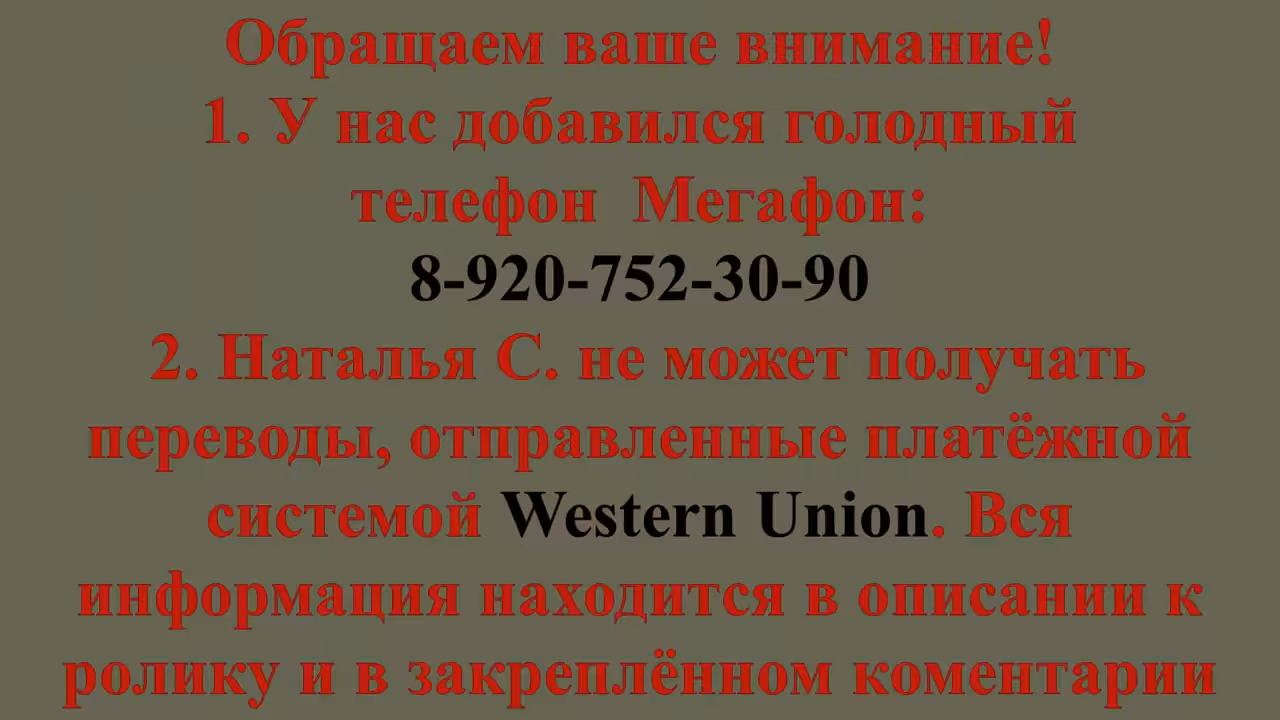 Обращаем ваше внимание!
1. У нас добавился голодный
телефон Мегафон:
8-920-752-30-90
2. Наталья С. не может получать
переводы, отправленные платёжной
системой Western Union. Вся
информация находится в описании к
ролику и в закреплённом коментарии